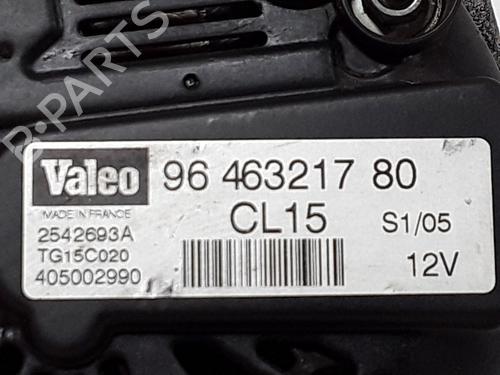 B-PARTS
Valeo 96 463217 80
MADE IN FRANCE CL15 S1/05
2542693A
TG15C020 12V
405002990